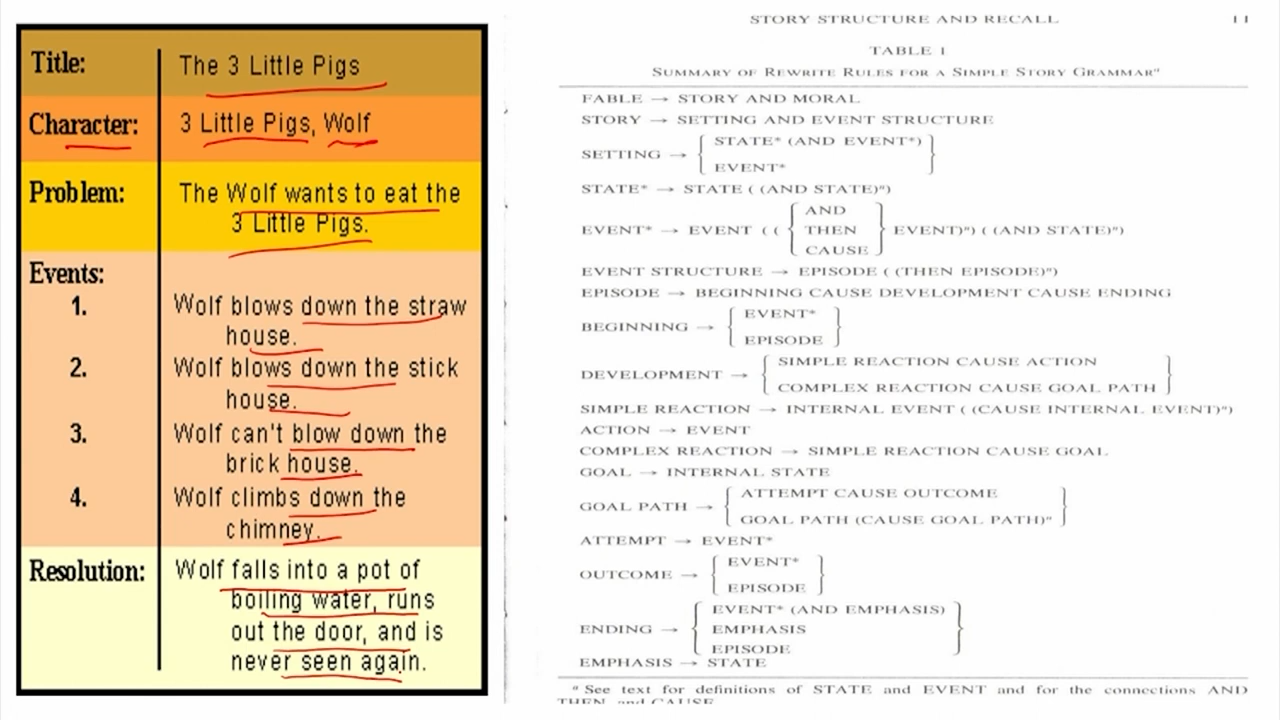 Title: The 3 Little Pigs
Character: 3 Little Pigs, Wolf
Problem: The Wolf wants to eat the
3 Little Pigs.
Events:
1. Wolf blows down the straw
house.
2. Wolf blows down the stick
house.
3. Wolf can't blow down the
brick house.
4. Wolf climbs down the
chimney.
Resolution: Wolf falls into a pot of
boiling water, runs
out the door, and is
never seen again.
STORY STRUCTURE AND RECALL 11
TABLE 1
SUMMARY OF REWRITE RULES FOR A SIMPLE STORY GRAMMARᵃ
FABLE → STORY AND MORAL
STORY → SETTING AND EVENT STRUCTURE
SETTING → { STATE* (AND EVENT*)
EVENT* }
STATE* → STATE ( (AND STATE)ⁿ)
EVENT* → EVENT ( ( { AND
THEN
CAUSE } EVENT)ⁿ) ( (AND STATE)ⁿ)
EVENT STRUCTURE → EPISODE ( (THEN EPISODE)ⁿ)
EPISODE → BEGINNING CAUSE DEVELOPMENT CAUSE ENDING
BEGINNING → { EVENT*
EPISODE }
DEVELOPMENT → { SIMPLE REACTION CAUSE ACTION
COMPLEX REACTION CAUSE GOAL PATH }
SIMPLE REACTION → INTERNAL EVENT ( (CAUSE INTERNAL EVENT)ⁿ)
ACTION → EVENT
COMPLEX REACTION → SIMPLE REACTION CAUSE GOAL
GOAL → INTERNAL STATE
GOAL PATH → { ATTEMPT CAUSE OUTCOME
GOAL PATH (CAUSE GOAL PATH)ⁿ }
ATTEMPT → EVENT*
OUTCOME → { EVENT*
EPISODE }
ENDING → { EVENT* (AND EMPHASIS)
EMPHASIS
EPISODE }
EMPHASIS → STATE
ᵃ See text for definitions of STATE and EVENT and for the connections AND
THEN, and CAUSE